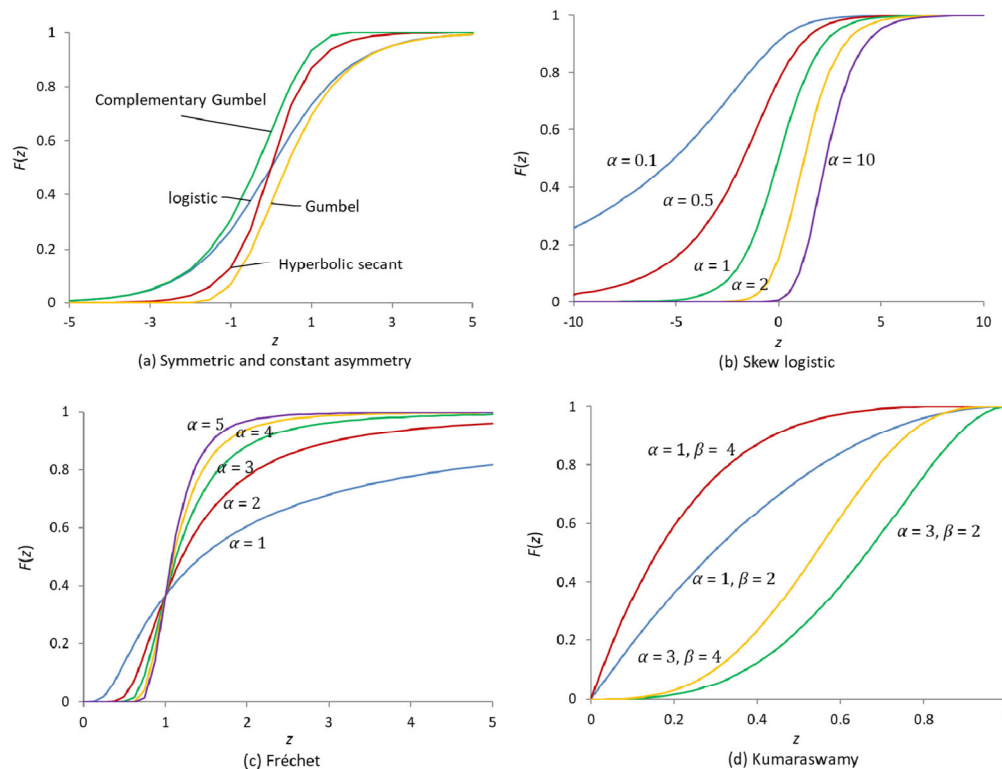 1
0.8
0.6
0.4
0.2
0
F(z)
Complementary Gumbel
logistic
Gumbel
Hyperbolic secant
-5 -3 -1 1 3 5
z
(a) Symmetric and constant asymmetry
1
0.8
0.6
0.4
0.2
0
F(z)
α = 0.1
α = 0.5
α = 10
α = 1
α = 2
-10 -5 0 5 10
z
(b) Skew logistic
1
0.8
0.6
0.4
0.2
0
F(z)
α = 5
α = 4
α = 3
α = 2
α = 1
0 1 2 3 4 5
z
(c) Fréchet
1
0.8
0.6
0.4
0.2
0
F(z)
α = 1, β = 4
α = 3, β = 2
α = 1, β = 2
α = 3, β = 4
0 0.2 0.4 0.6 0.8
z
(d) Kumaraswamy